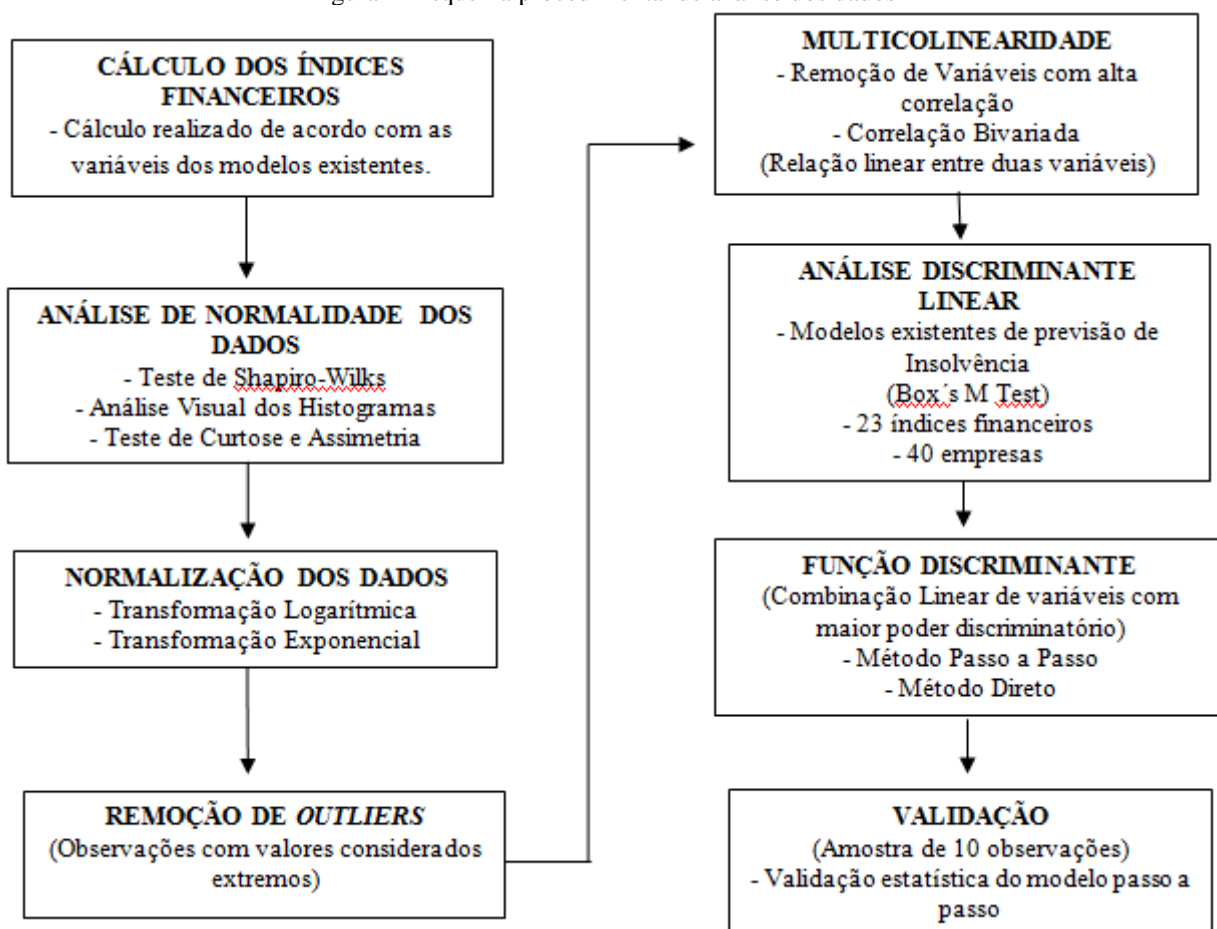 CÁLCULO DOS ÍNDICES
FINANCEIROS
- Cálculo realizado de acordo com as
variáveis dos modelos existentes.
ANÁLISE DE NORMALIDADE DOS
DADOS
- Teste de Shapiro-Wilks
- Análise Visual dos Histogramas
- Teste de Curtose e Assimetria
NORMALIZAÇÃO DOS DADOS
- Transformação Logarítmica
- Transformação Exponencial
REMOÇÃO DE OUTLIERS
(Observações com valores considerados
extremos)
MULTICOLINEARIDADE
- Remoção de Variáveis com alta
correlação
- Correlação Bivariada
(Relação linear entre duas variáveis)
ANÁLISE DISCRIMINANTE
LINEAR
- Modelos existentes de previsão de
Insolvência
(Box´s M Test)
- 23 índices financeiros
- 40 empresas
FUNÇÃO DISCRIMINANTE
(Combinação Linear de variáveis com
maior poder discriminatório)
- Método Passo a Passo
- Método Direto
VALIDAÇÃO
(Amostra de 10 observações)
- Validação estatística do modelo passo a
passo